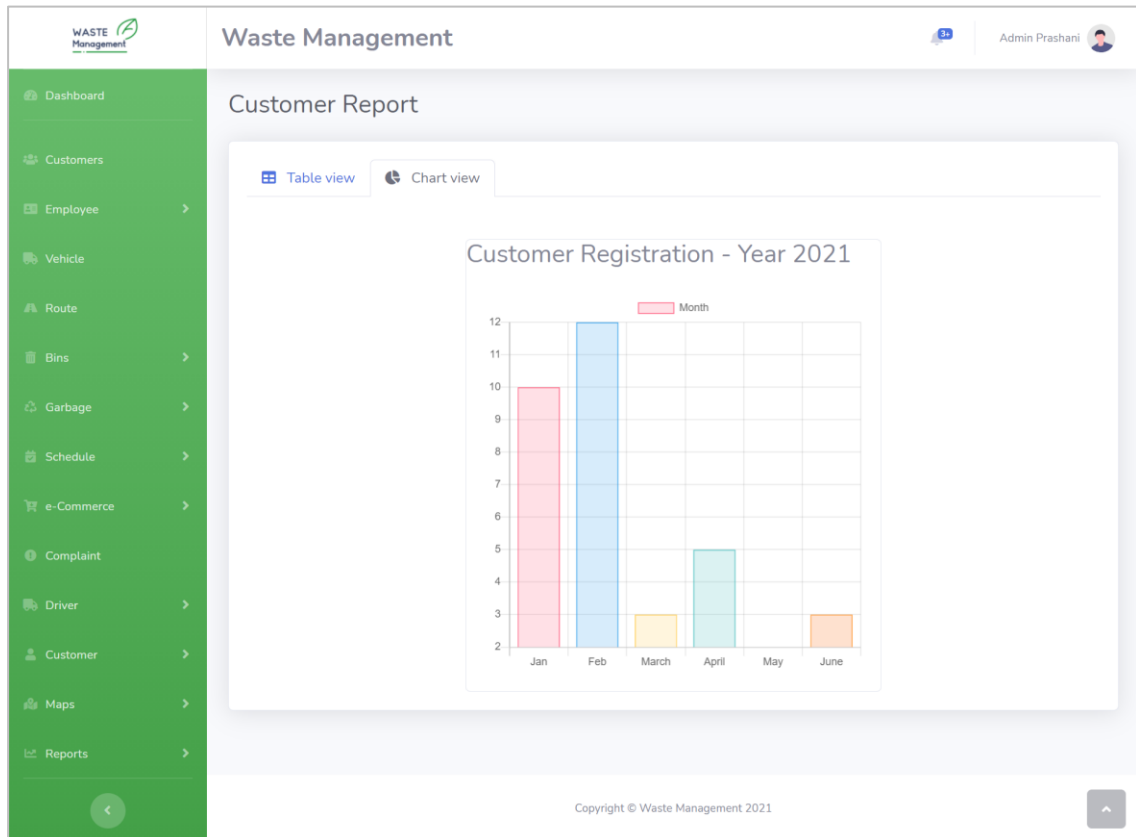 WASTE
Management
Waste Management
3+
Admin Prashani
Dashboard
Customers
Employee
Vehicle
Route
Bins
Garbage
Schedule
e-Commerce
Complaint
Driver
Customer
Maps
Reports
Customer Report
Table view
Chart view
Customer Registration - Year 2021
Month
12
11
10
9
8
7
6
5
4
3
2
Jan Feb March April May June
Copyright © Waste Management 2021